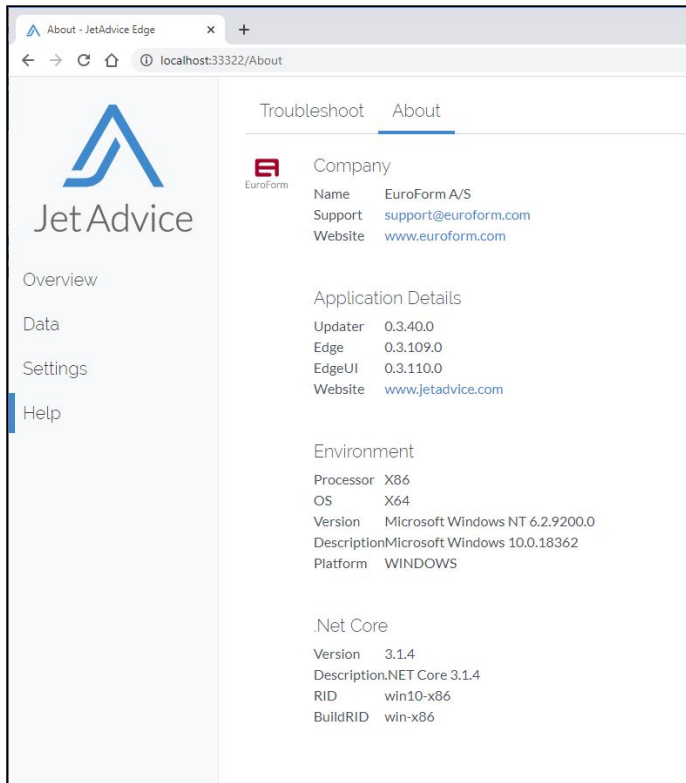 About - JetAdvice Edge
localhost:33322/About
JetAdvice
Overview
Data
Settings
Help
Troubleshoot About
EuroForm
Company
Name EuroForm A/S
Support support@euroform.com
Website www.euroform.com
Application Details
Updater 0.3.40.0
Edge 0.3.109.0
EdgeUI 0.3.110.0
Website www.jetadvice.com
Environment
Processor X86
OS X64
Version Microsoft Windows NT 6.2.9200.0
DescriptionMicrosoft Windows 10.0.18362
Platform WINDOWS
.Net Core
Version 3.1.4
Description.NET Core 3.1.4
RID win10-x86
BuildRID win-x86